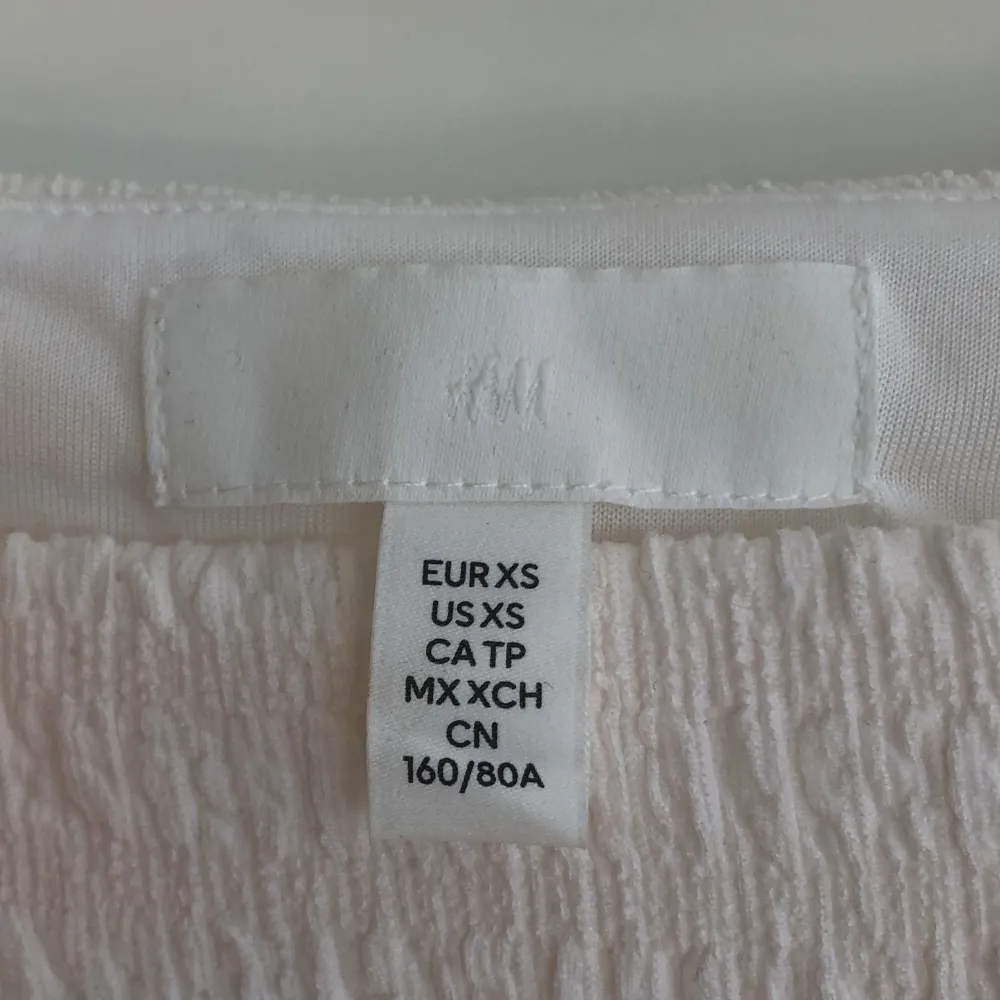 H&M
EUR XS
US XS
CA TP
MX XCH
CN
160/80A